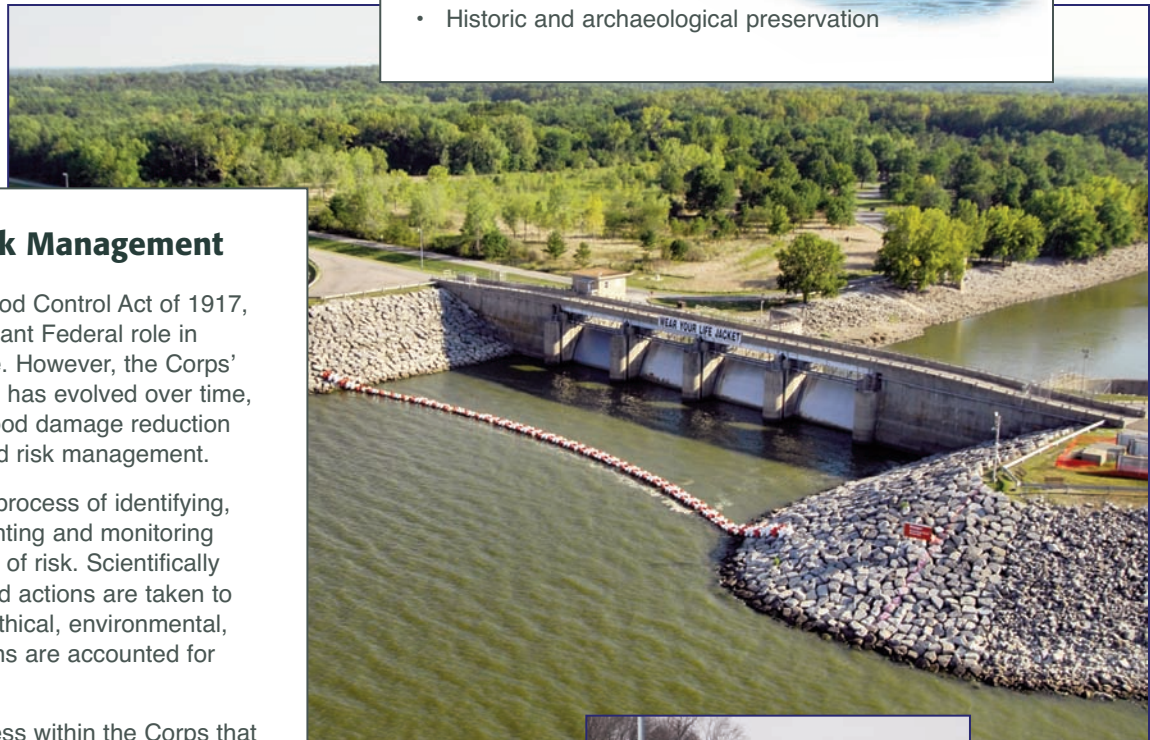 • Historic and archaeological preservation
k Management
od Control Act of 1917,
ant Federal role in
e. However, the Corps’
has evolved over time,
ood damage reduction
d risk management.
process of identifying,
nting and monitoring
of risk. Scientifically
d actions are taken to
thical, environmental,
ns are accounted for
ess within the Corps that
WEAR YOUR LIFE JACKET